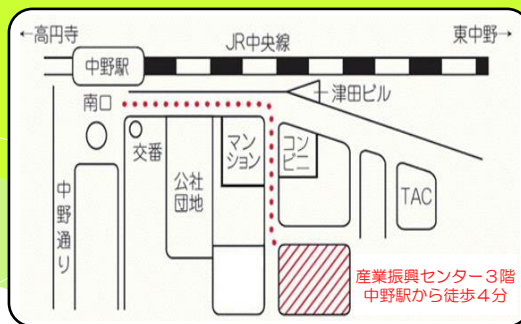 ←高円寺
JR中央線
東中野→
中野駅
津田ビル
南口
交番
マン
ション
コン
ビニ
公社
団地
中野通り
TAC
産業振興センター3階
中野駅から徒歩4分